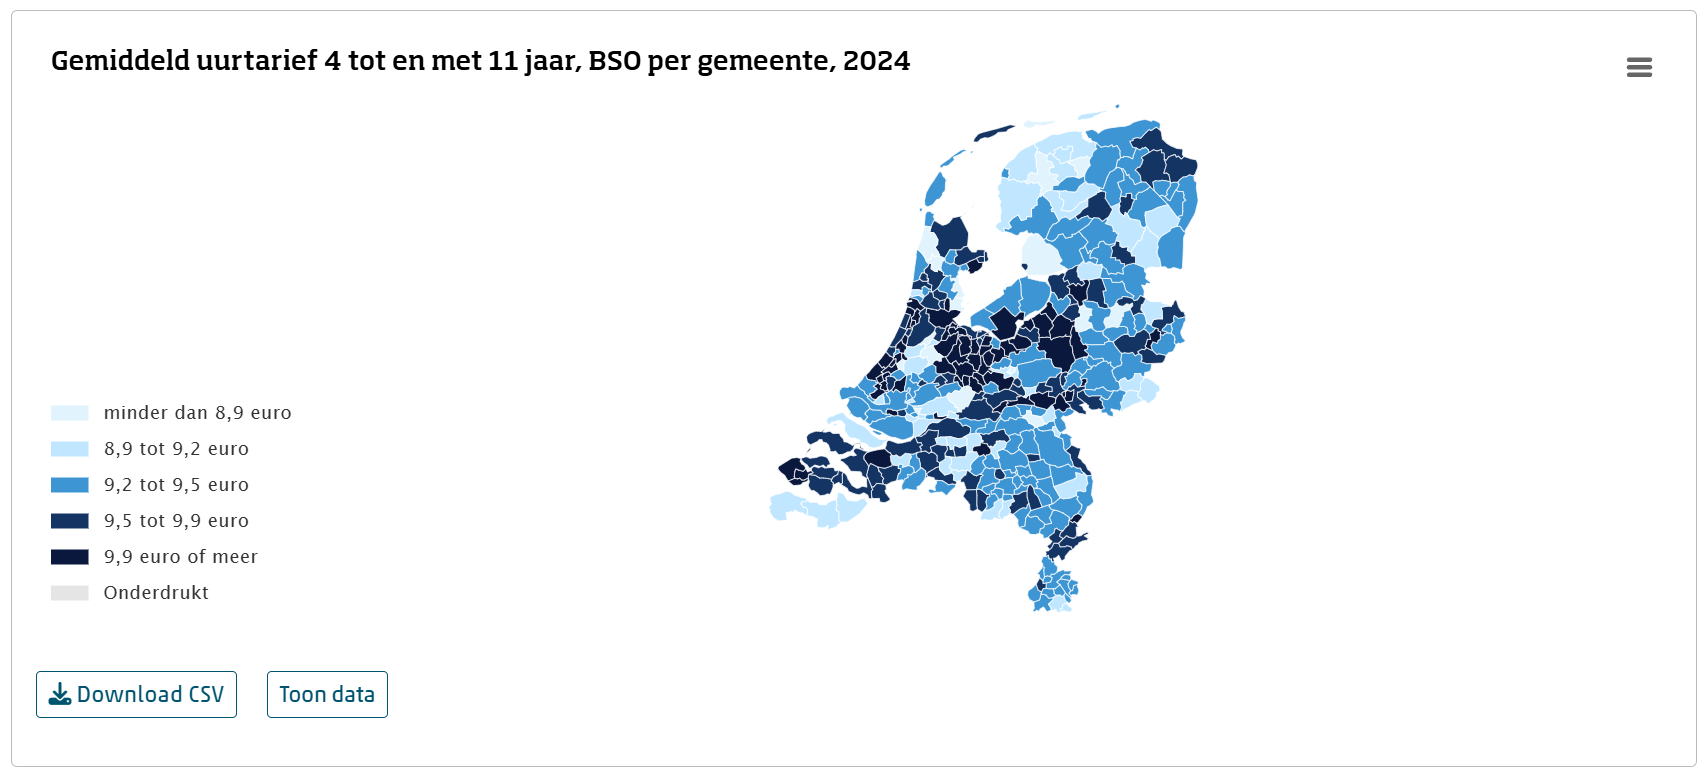 Gemiddeld uurtarief 4 tot en met 11 jaar, BSO per gemeente, 2024
minder dan 8,9 euro
8,9 tot 9,2 euro
9,2 tot 9,5 euro
9,5 tot 9,9 euro
9,9 euro of meer
Onderdrukt
Download CSV
Toon data